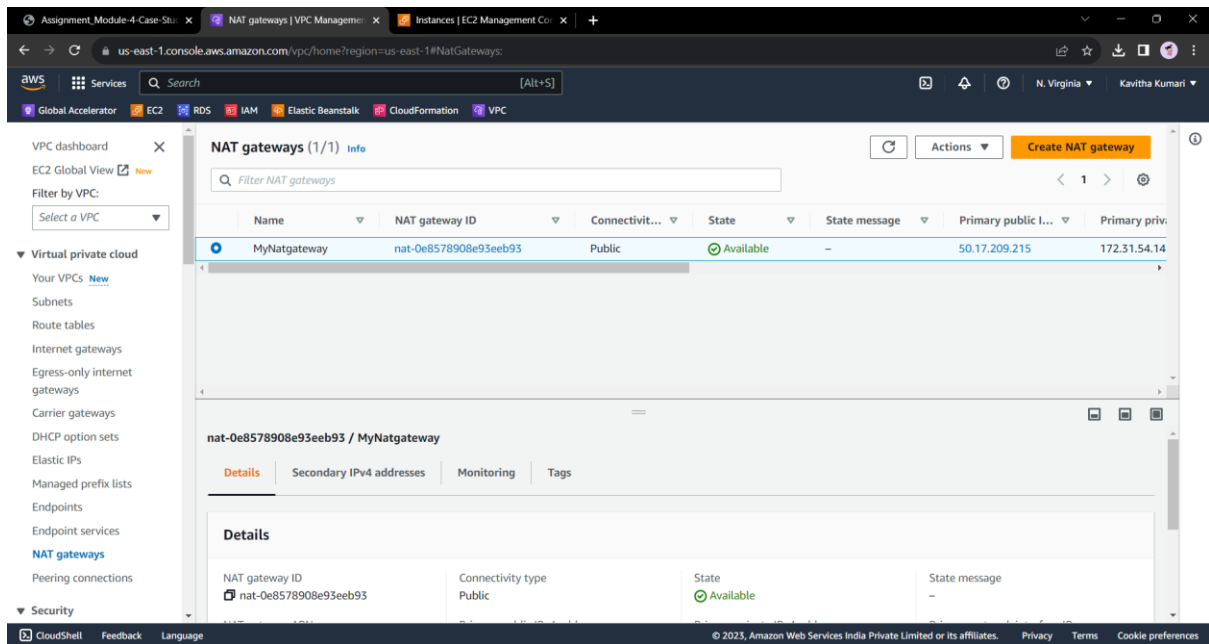 Assignment_Module-4-Case-Stu
NAT gateways | VPC Managemen
Instances | EC2 Management Cor
us-east-1.console.aws.amazon.com/vpc/home?region=us-east-1#NatGateways:
aws
Services
Search
[Alt+S]
N. Virginia
Kavitha Kumari
Global Accelerator
EC2
RDS
IAM
Elastic Beanstalk
CloudFormation
VPC
VPC dashboard
EC2 Global View New
Filter by VPC:
Select a VPC
Virtual private cloud
Your VPCs New
Subnets
Route tables
Internet gateways
Egress-only internet
gateways
Carrier gateways
DHCP option sets
Elastic IPs
Managed prefix lists
Endpoints
Endpoint services
NAT gateways
Peering connections
Security
NAT gateways (1/1) Info
Actions
Create NAT gateway
Filter NAT gateways
1
Name NAT gateway ID Connectivit... State State message Primary public I... Primary priv
MyNatgateway nat-0e8578908e93eeb93 Public Available – 50.17.209.215 172.31.54.14
nat-0e8578908e93eeb93 / MyNatgateway
Details Secondary IPv4 addresses Monitoring Tags
Details
NAT gateway ID Connectivity type State State message
nat-0e8578908e93eeb93 Public Available –
CloudShell Feedback Language © 2023, Amazon Web Services India Private Limited or its affiliates. Privacy Terms Cookie preferences